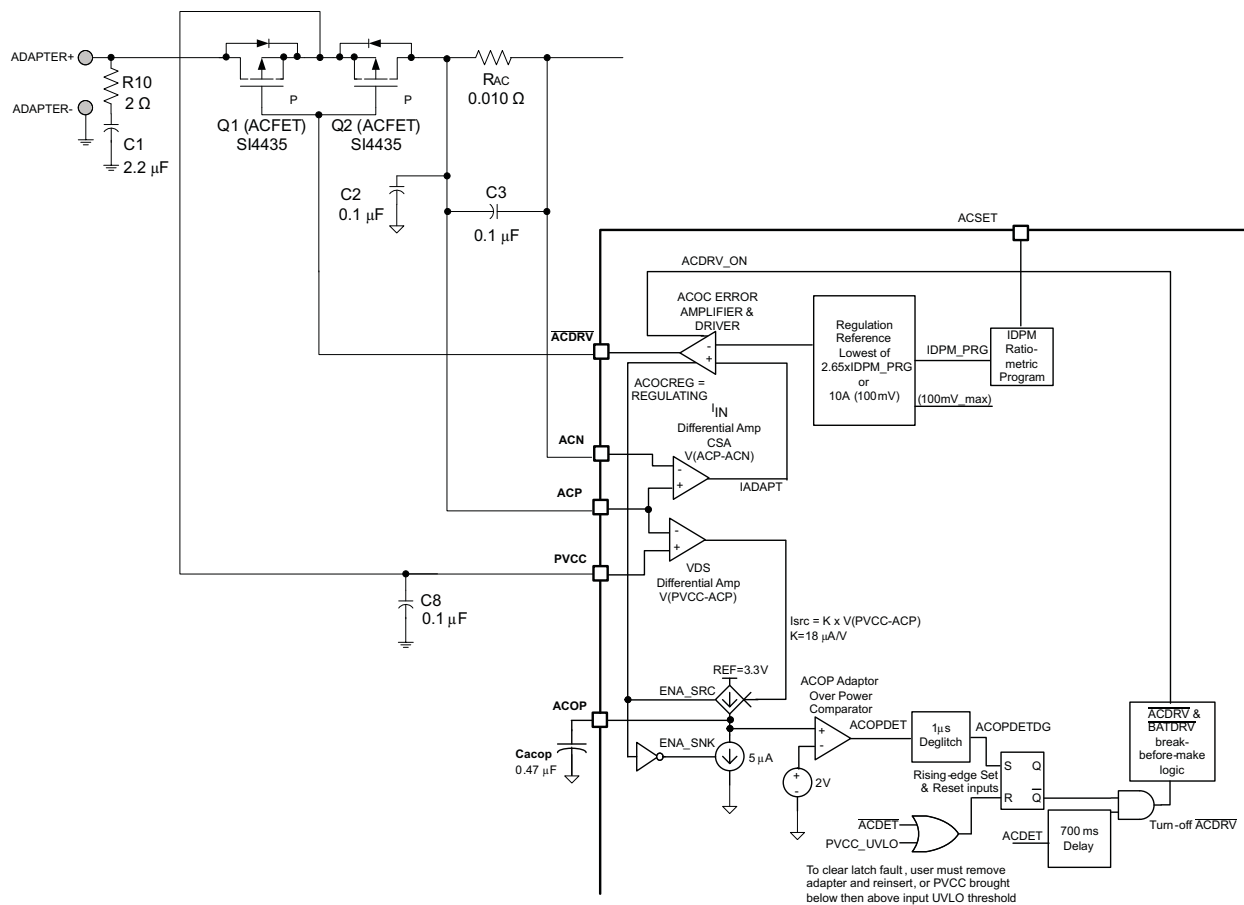 ADAPTER+
R10
2 Ω
ADAPTER-
C1
2.2 µF
P
Q1 (ACFET)
SI4435
P
Q2 (ACFET)
SI4435
RAC
0.010 Ω
C2
0.1 µF
C3
0.1 µF
ACSET
ACDRV_ON
ACOC ERROR
AMPLIFIER &
DRIVER
-
+
ACDRV
Regulation
Reference
Lowest of
2.65xIDPM_PRG
or
10A (100mV)
IDPM_PRG
(100mV_max)
IDPM
Ratio-
metric
Program
ACOCREG =
REGULATING
IIN
Differential Amp
CSA
V(ACP-ACN)
ACN
-
+
IADAPT
ACP
-
+
PVCC
VDS
Differential Amp
V(PVCC-ACP)
C8
0.1 µF
Isrc = K x V(PVCC-ACP)
K=18 µA/V
REF=3.3V
ENA_SRC
ACOP
Cacop
0.47 µF
ENA_SNK
5 µA
ACOP Adaptor
Over Power
Comparator
+
-
ACOPDET
+
-
2V
1µs
Deglitch
ACOPDETDG
Rising-edge Set
& Reset inputs
S Q
R Q
ACDRV &
BATDRV
break-
before-make
logic
Turn-off ACDRV
ACDET
PVCC_UVLO
ACDET
700 ms
Delay
To clear latch fault, user must remove
adapter and reinsert, or PVCC brought
below then above input UVLO threshold